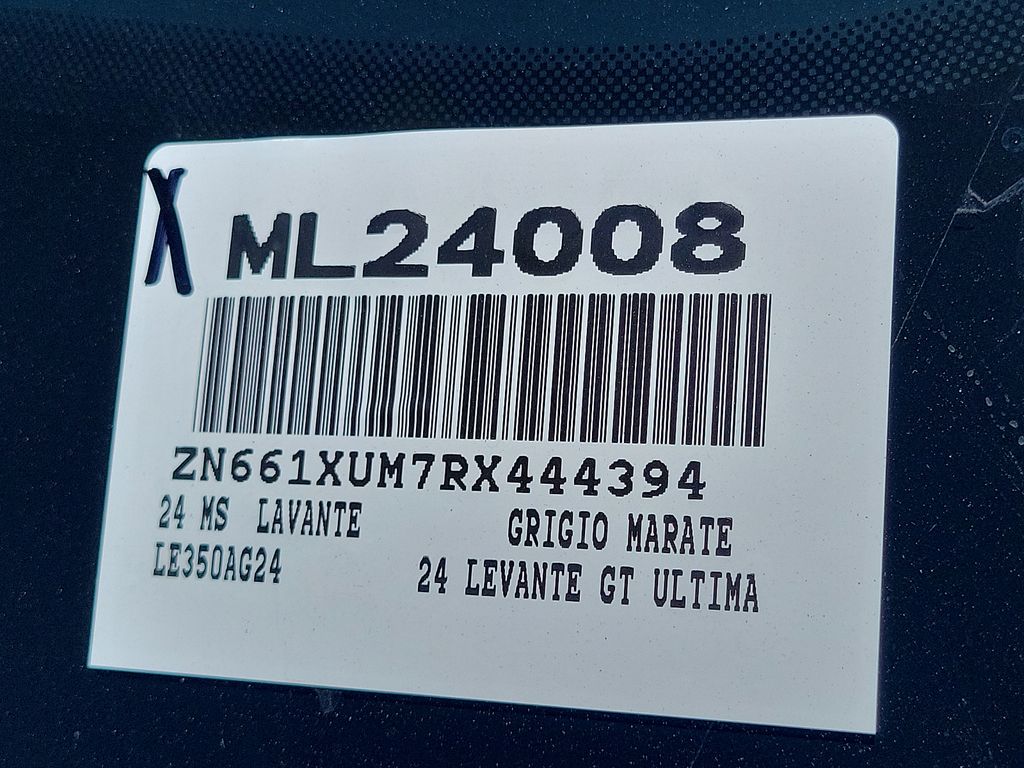 X
ML24008
ZN661XUM7RX444394
24 MS LAVANTE GRIGIO MARATE
LE350AG24 24 LEVANTE GT ULTIMA